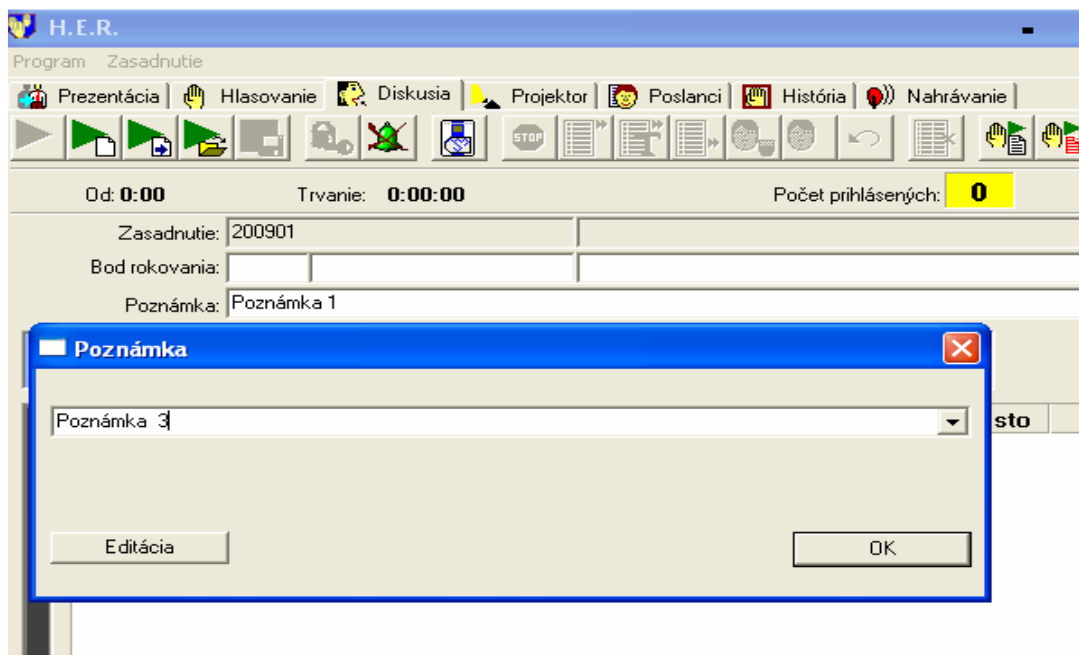 H.E.R.
Program Zasadnutie
Prezentácia Hlasovanie Diskusia Projektor Poslanci História Nahrávanie
STOP
Od: 0:00 Trvanie: 0:00:00 Počet prihlásených: 0
Zasadnutie: 200901
Bod rokovania:
Poznámka: Poznámka 1
Poznámka
Poznámka 3
sto
Editácia OK